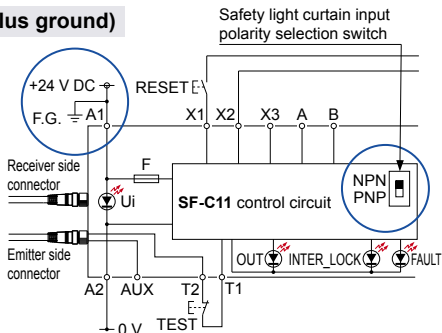 lus ground)
Safety light curtain input
polarity selection switch
+24 V DC
RESET
F.G.
A1
X1
X2
X3
A
B
Receiver side
connector
F
Ui
SF-C11 control circuit
NPN
PNP
Emitter side
connector
OUT
INTER_LOCK
FAULT
A2
AUX
T2
T1
TEST
0 V